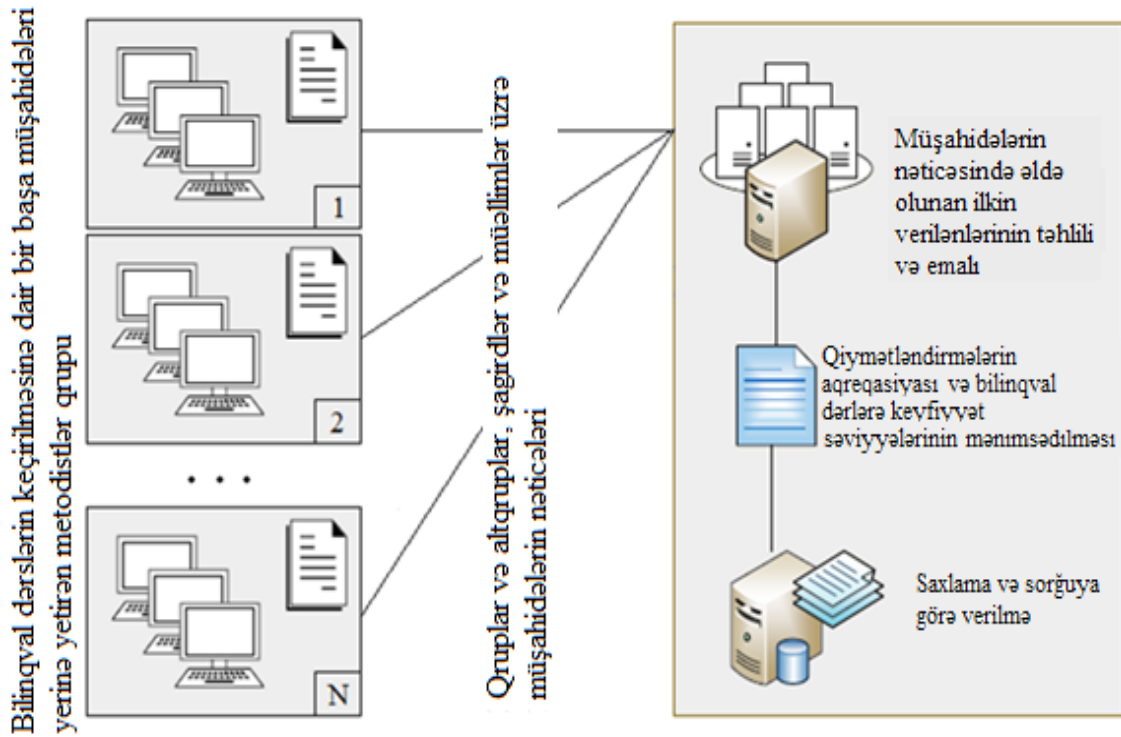 Bilinqval dərslərin keçirilməsinə dair bir başa müşahidələri
yerinə yetirən metodistlər qrupu
1
2
...
N
Qruplar və altqruplar, şagirdlər və müəllimlər üzrə
müşahidələrin nəticələri
Müşahidələrin
nəticəsində əldə
olunan ilkin
verilənlərinin təhlili
və emalı
Qiymətləndirmələrin
aqreqasiyası və bilinqval
dərlərə keyfiyyət
səviyyələrinin mənımsədılməsı
Saxlama və sorğuya
görə verilmə